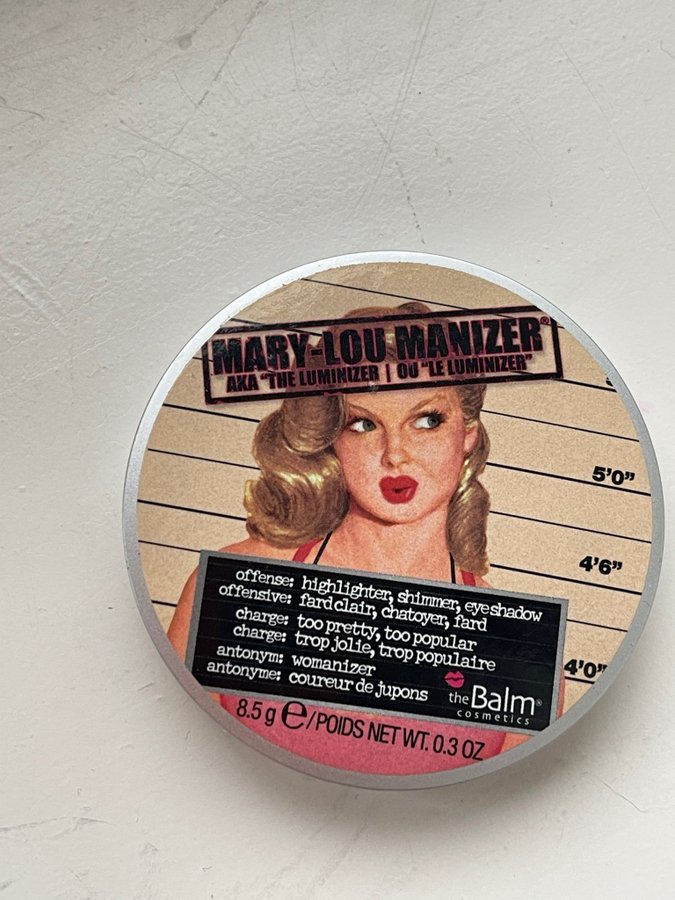 MARY-LOU MANIZER®
AKA "THE LUMINIZER | OU "LE LUMINIZER"
5'0"
4'6"
4'0"
offense: highlighter, shimmer, eyeshadow
offensive: fard clair, chatoyer, fard
charge: too pretty, too popular
charge: trop jolie, trop populaire
antonym: womanizer
antonyme: coureur de jupons
theBalm®
cosmetics
8.5 g ℮/POIDS NET WT. 0.3 OZ